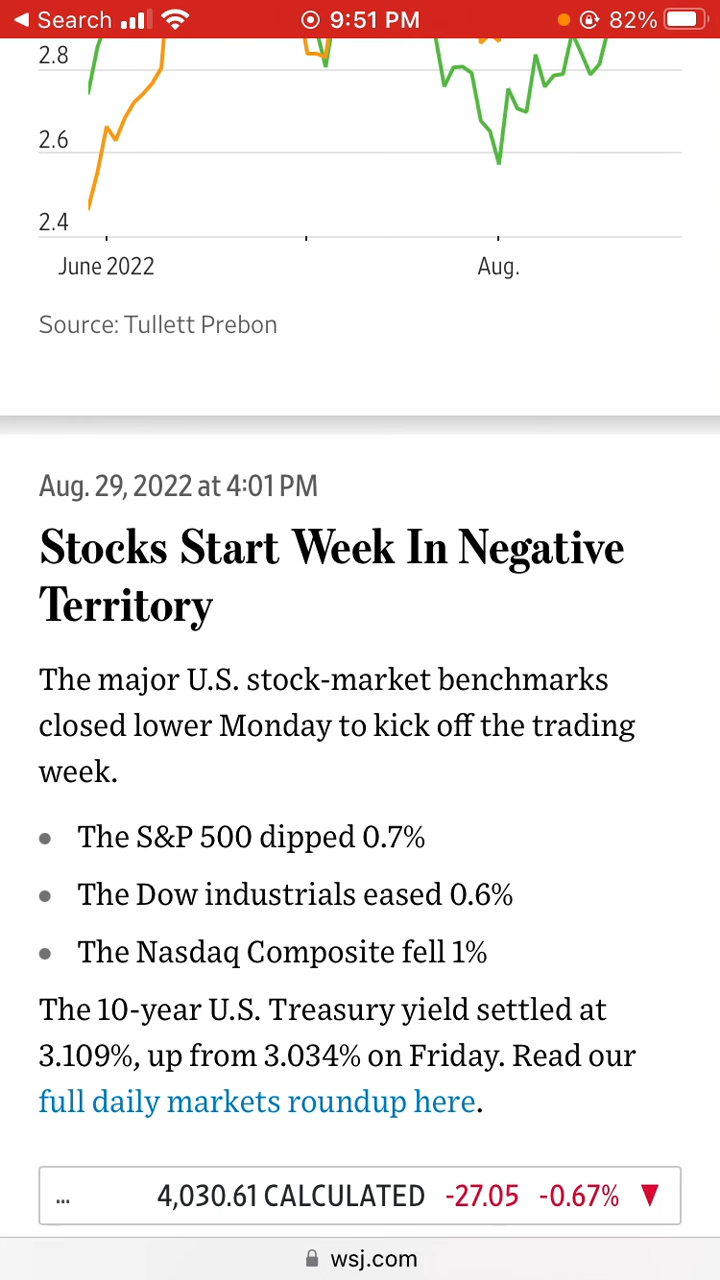 Search 9:51 PM 82%
2.8
2.6
2.4
June 2022 Aug.
Source: Tullett Prebon
Aug. 29, 2022 at 4:01 PM
Stocks Start Week In Negative
Territory
The major U.S. stock-market benchmarks
closed lower Monday to kick off the trading
week.
• The S&P 500 dipped 0.7%
• The Dow industrials eased 0.6%
• The Nasdaq Composite fell 1%
The 10-year U.S. Treasury yield settled at
3.109%, up from 3.034% on Friday. Read our
full daily markets roundup here.
... 4,030.61 CALCULATED -27.05 -0.67% ▼
wsj.com